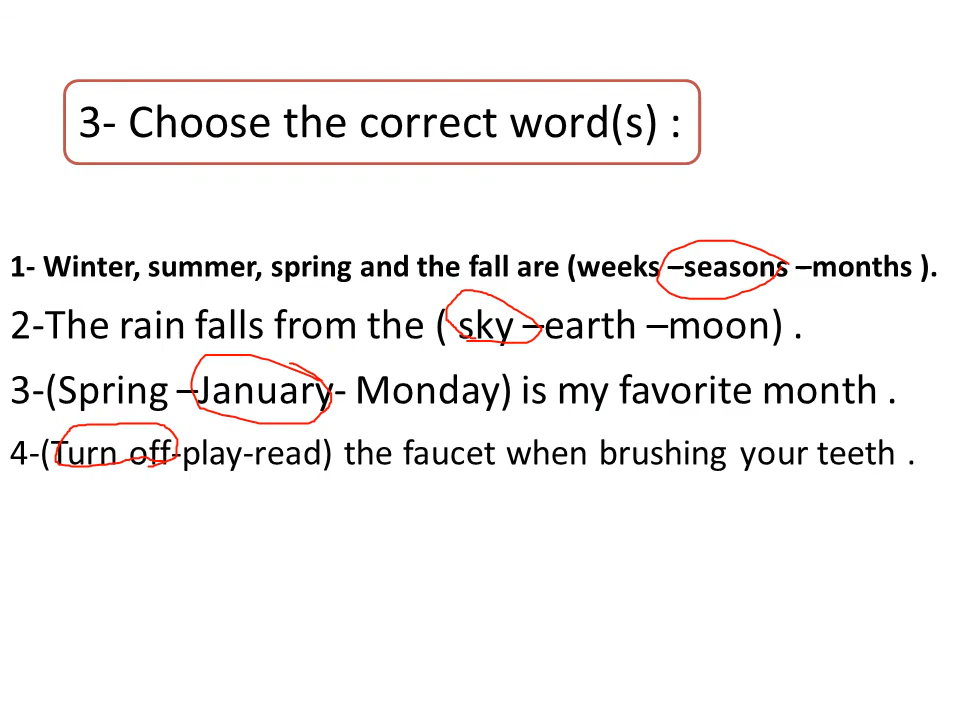 3- Choose the correct word(s) :
1- Winter, summer, spring and the fall are (weeks –seasons –months ).
2-The rain falls from the ( sky –earth –moon) .
3-(Spring –January- Monday) is my favorite month .
4-(Turn off-play-read) the faucet when brushing your teeth .